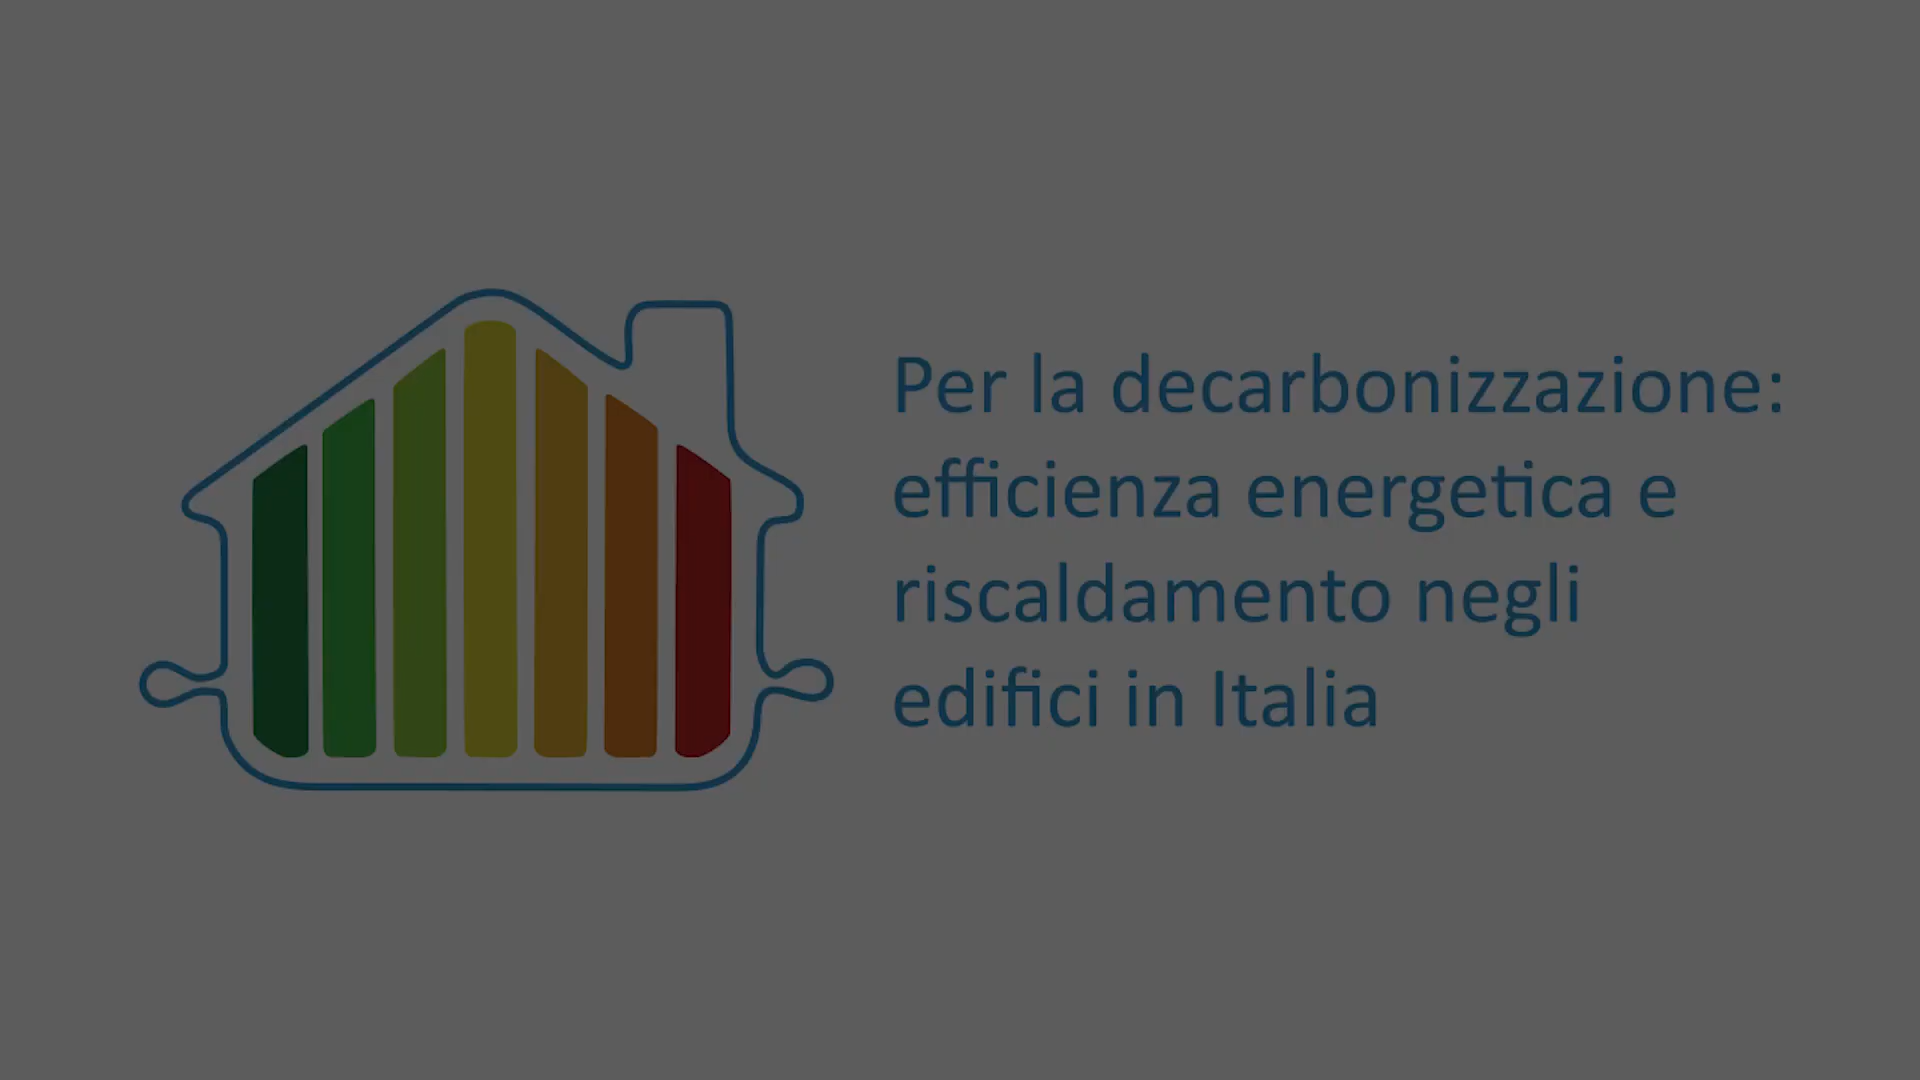 Per la decarbonizzazione:
efficienza energetica e
riscaldamento negli
edifici in Italia